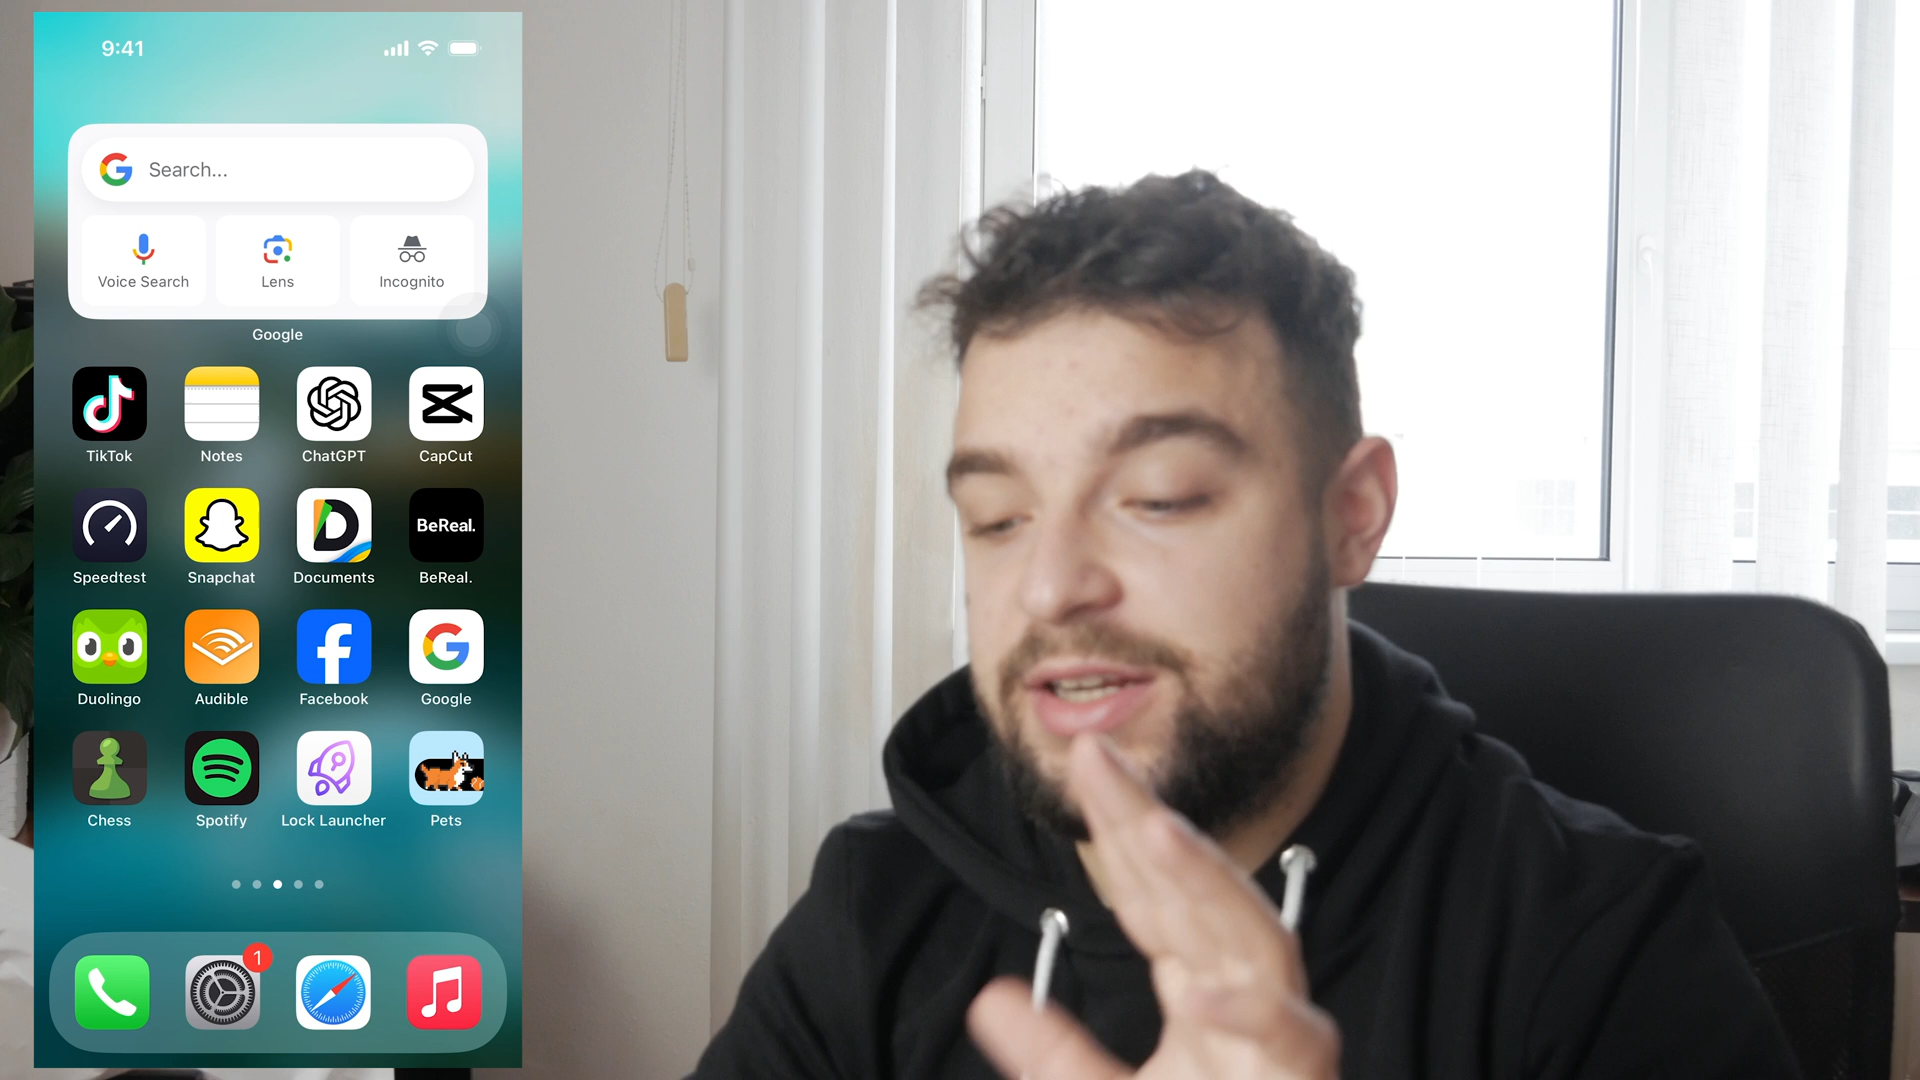 9:41
Search...
Voice Search Lens Incognito
Google
TikTok Notes ChatGPT CapCut
BeReal.
Speedtest Snapchat Documents BeReal.
Duolingo Audible Facebook Google
Chess Spotify Lock Launcher Pets
1